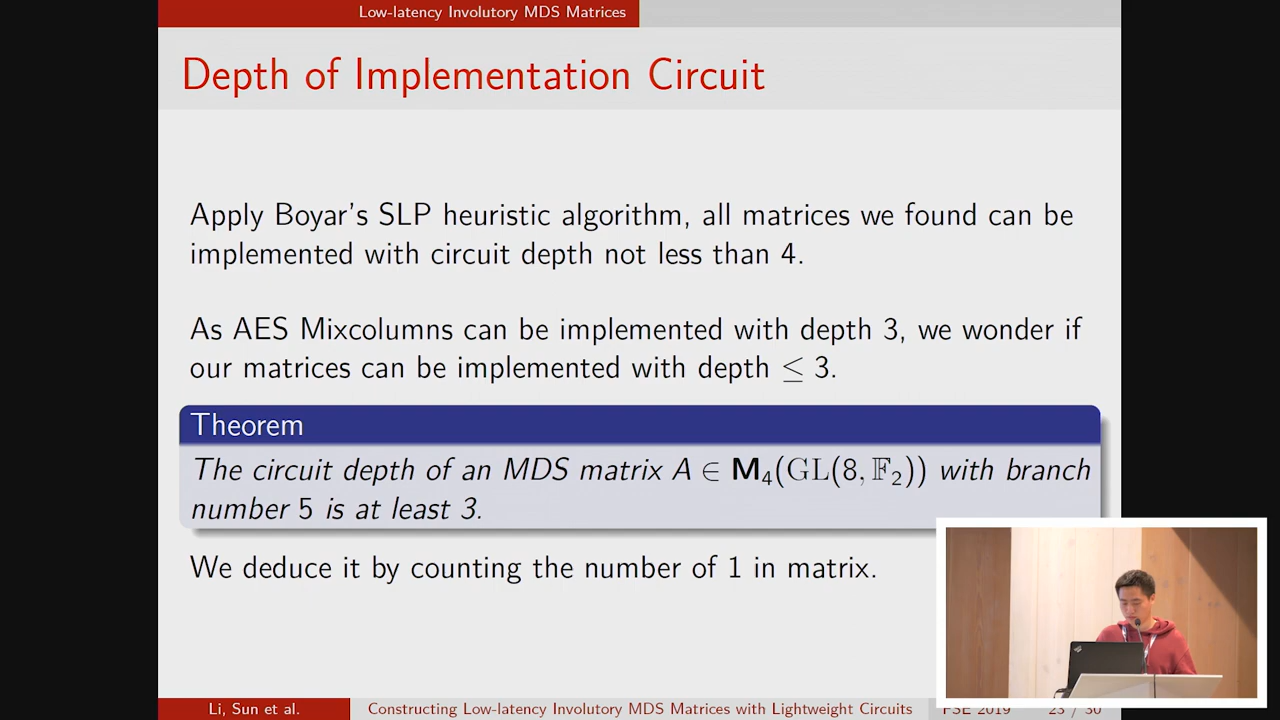 Low-latency Involutory MDS Matrices
Depth of Implementation Circuit
Apply Boyar's SLP heuristic algorithm, all matrices we found can be
implemented with circuit depth not less than 4.
As AES Mixcolumns can be implemented with depth 3, we wonder if
our matrices can be implemented with depth ≤ 3.
Theorem
The circuit depth of an MDS matrix A ∈ M₄(GL(8, 𝔽₂)) with branch
number 5 is at least 3.
We deduce it by counting the number of 1 in matrix.
Li, Sun et al. Constructing Low-latency Involutory MDS Matrices with Lightweight Circuits FSE 2019 23 / 30